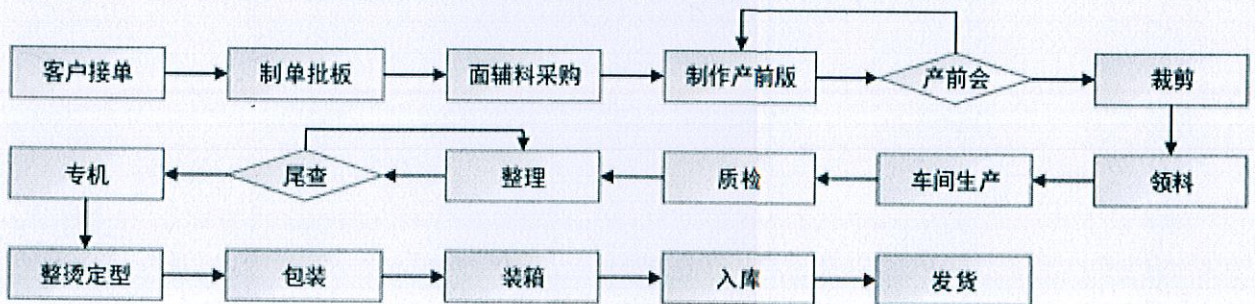 客户接单
制单批板
面辅料采购
制作产前版
产前会
裁剪
领料
车间生产
质检
整理
尾查
专机
整烫定型
包装
装箱
入库
发货